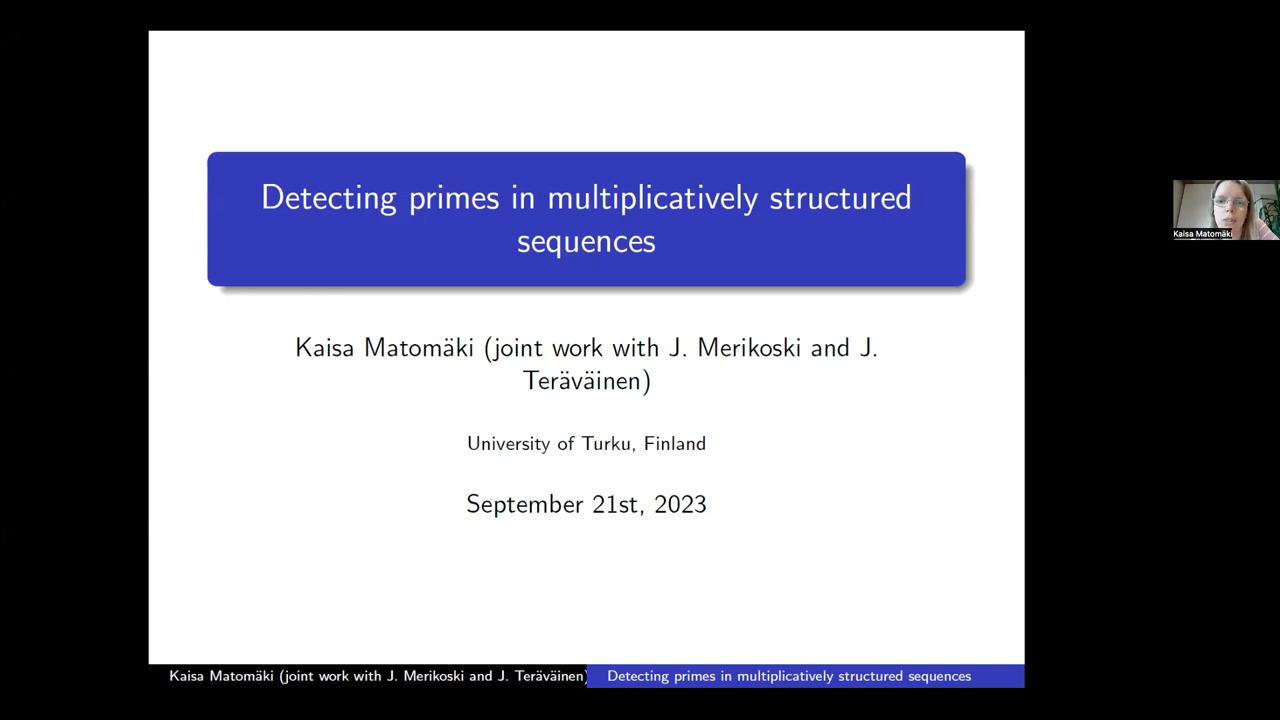 Detecting primes in multiplicatively structured
sequences
Kaisa Matomäki (joint work with J. Merikoski and J.
Teräväinen)
University of Turku, Finland
September 21st, 2023
Kaisa Matomäki
Kaisa Matomäki (joint work with J. Merikoski and J. Teräväinen)
Detecting primes in multiplicatively structured sequences